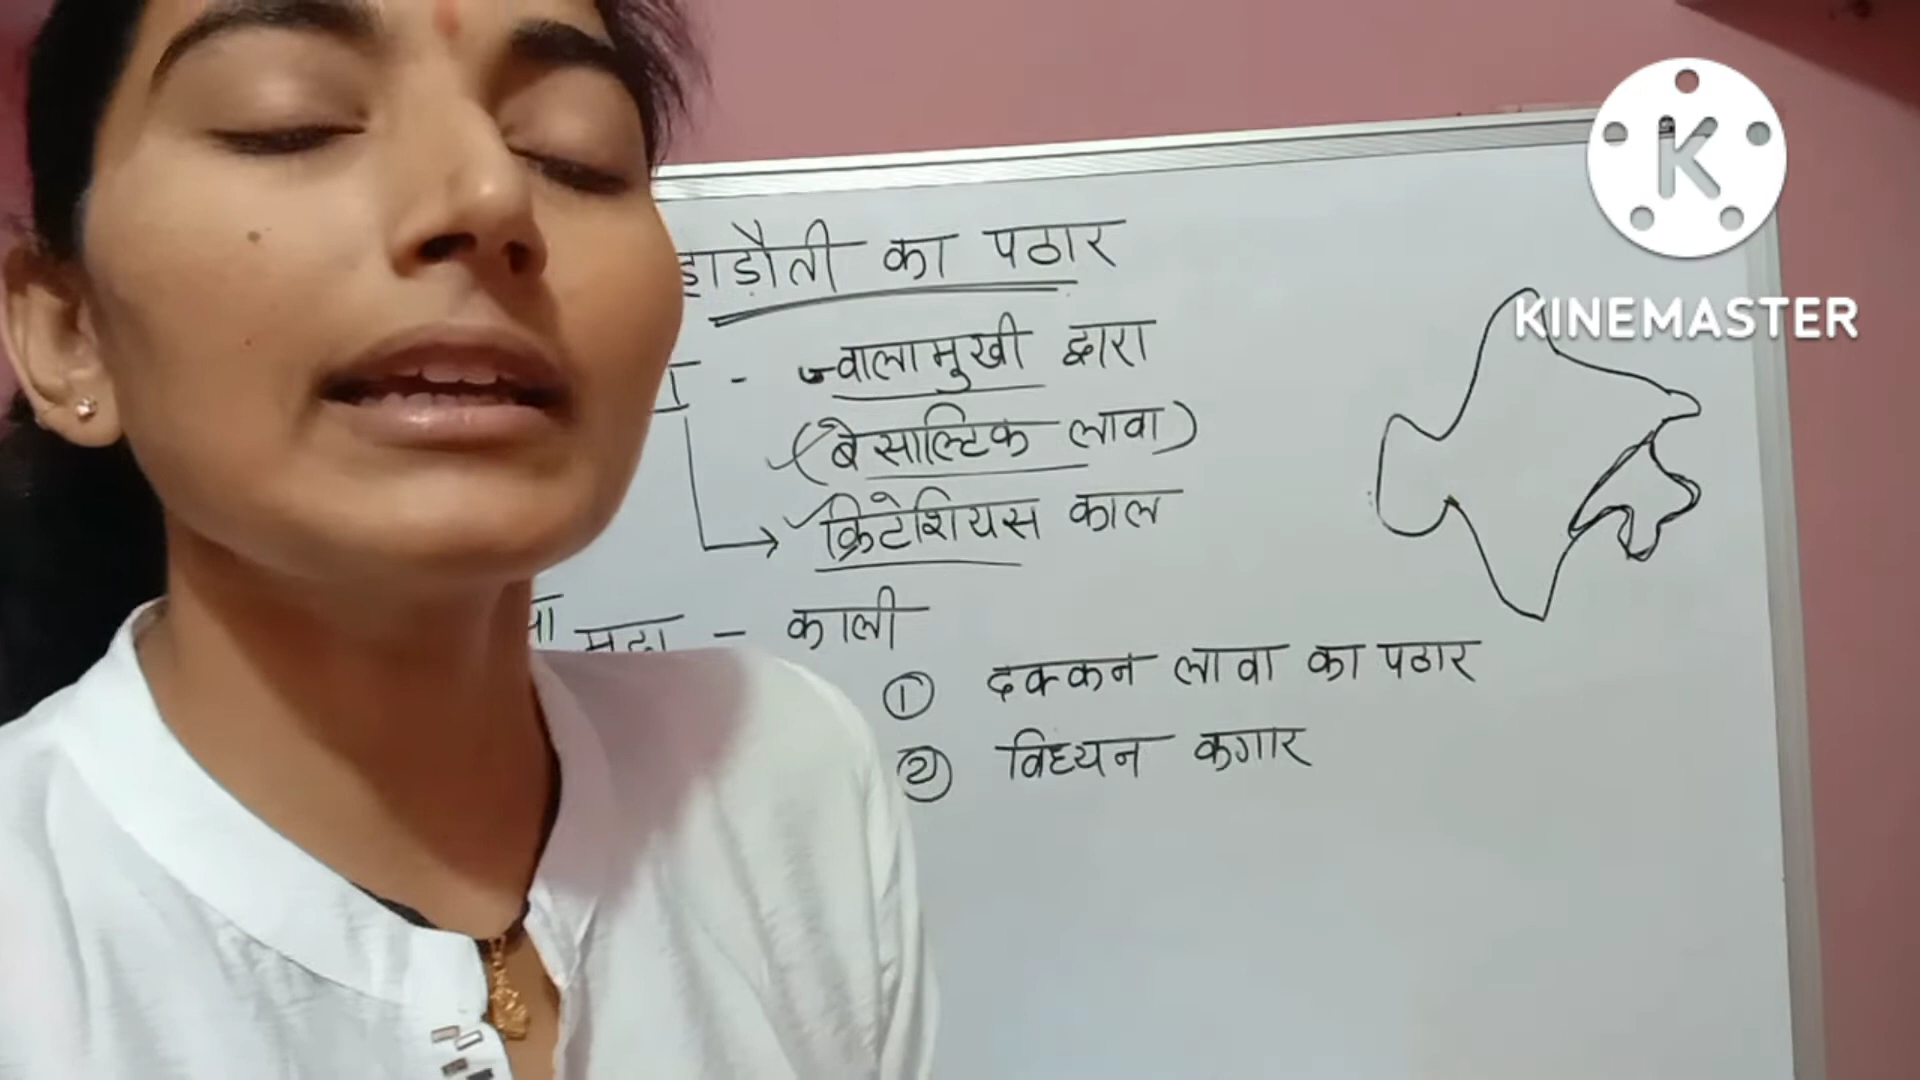 हाडौती का पठार
- ज्वालामुखी द्वारा
(बेसाल्टिक लावा)
→ क्रिटेशियस काल
- काली
① दक्कन लावा का पठार
② विध्यन कगार
K
KINEMASTER